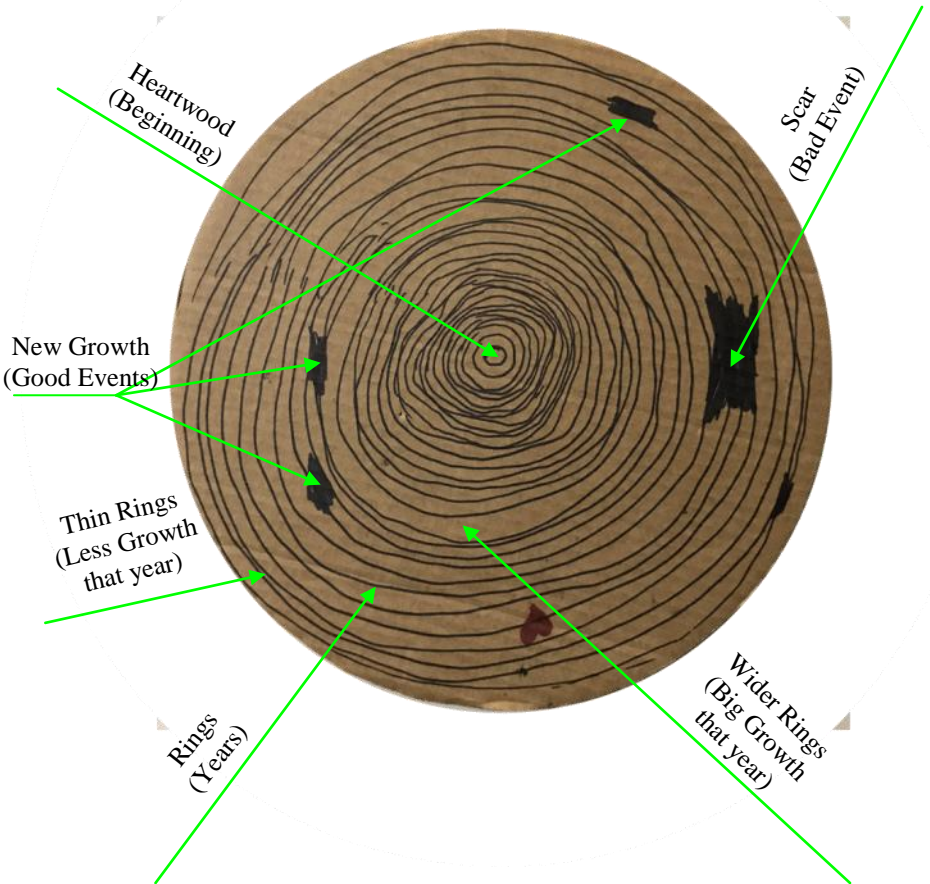 Heartwood
(Beginning)
Scar
(Bad Event)
New Growth
(Good Events)
Thin Rings
(Less Growth
that year)
Rings
(Years)
Wider Rings
(Big Growth
that year)